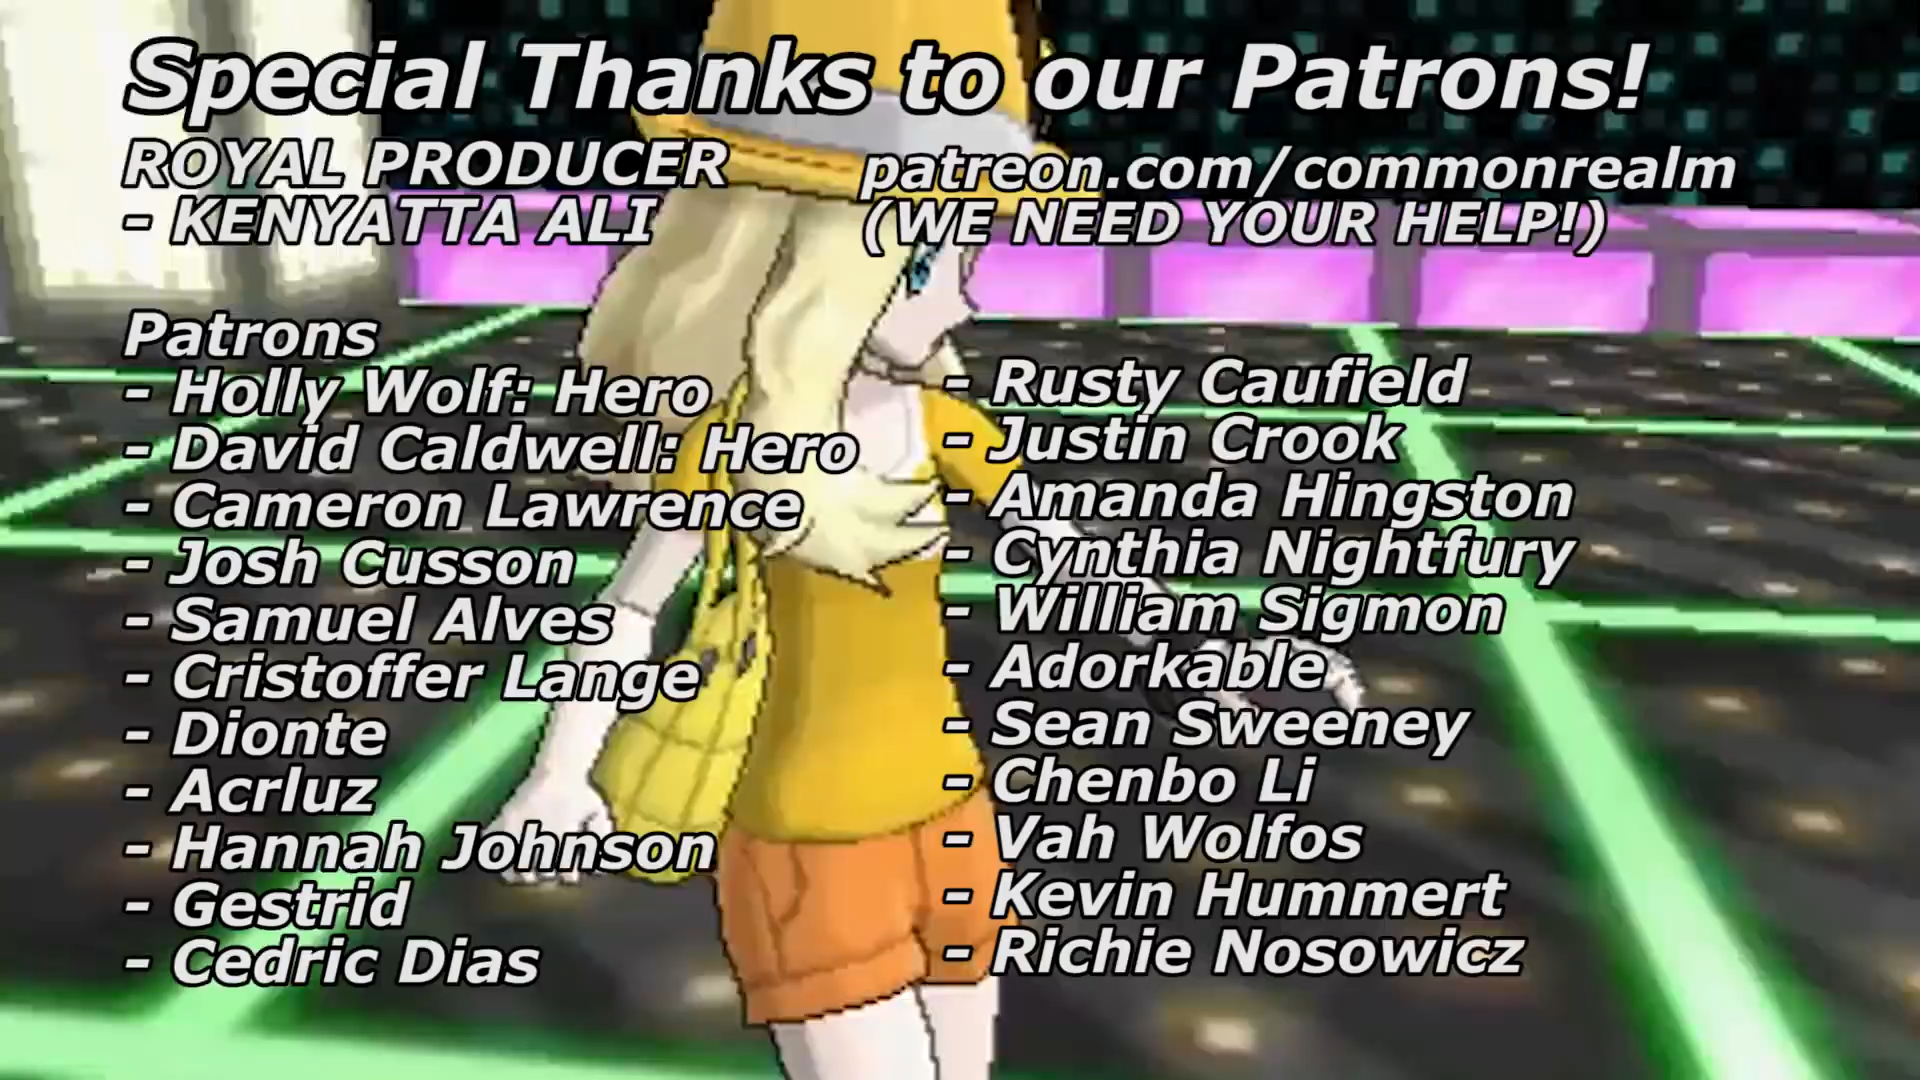 Special Thanks to our Patrons!
ROYAL PRODUCER
- KENYATTA ALI
patreon.com/commonrealm
(WE NEED YOUR HELP!)
Patrons
- Holly Wolf: Hero
- David Caldwell: Hero
- Cameron Lawrence
- Josh Cusson
- Samuel Alves
- Cristoffer Lange
- Dionte
- Acrluz
- Hannah Johnson
- Gestrid
- Cedric Dias
- Rusty Caufield
- Justin Crook
- Amanda Hingston
- Cynthia Nightfury
- William Sigmon
- Adorkable
- Sean Sweeney
- Chenbo Li
- Vah Wolfos
- Kevin Hummert
- Richie Nosowicz